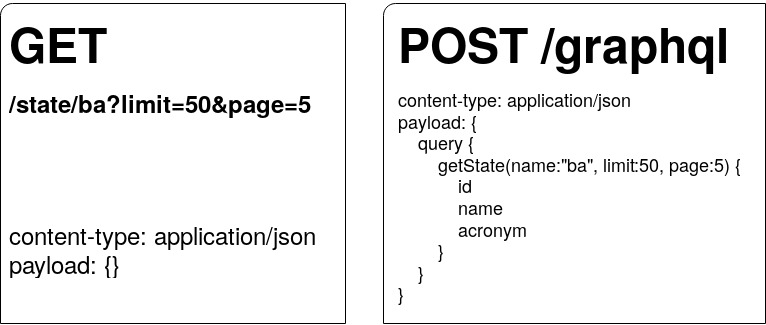 GET
/state/ba?limit=50&page=5
content-type: application/json
payload: {}
POST /graphql
content-type: application/json
payload: {
query {
getState(name:"ba", limit:50, page:5) {
id
name
acronym
}
}
}